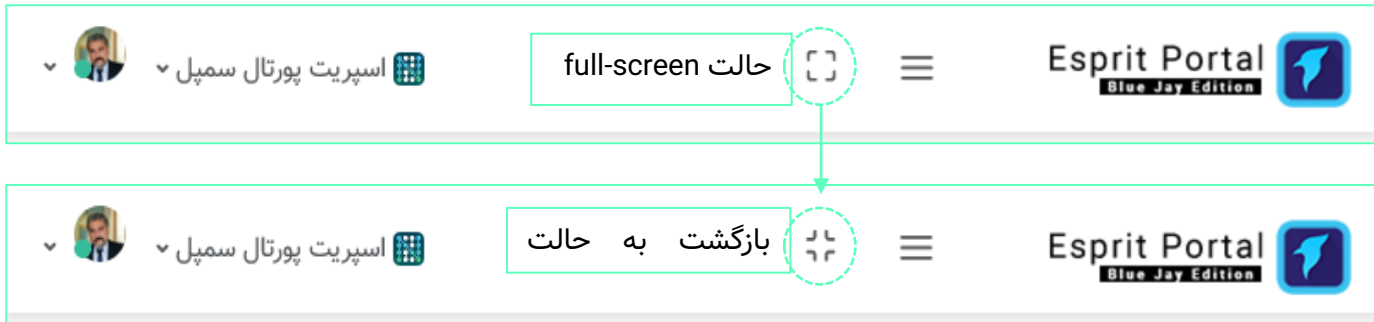 Esprit Portal
Blue Jay Edition
حالت full-screen
اسپریت پورتال سمپل
Esprit Portal
Blue Jay Edition
بازگشت به حالت
اسپریت پورتال سمپل